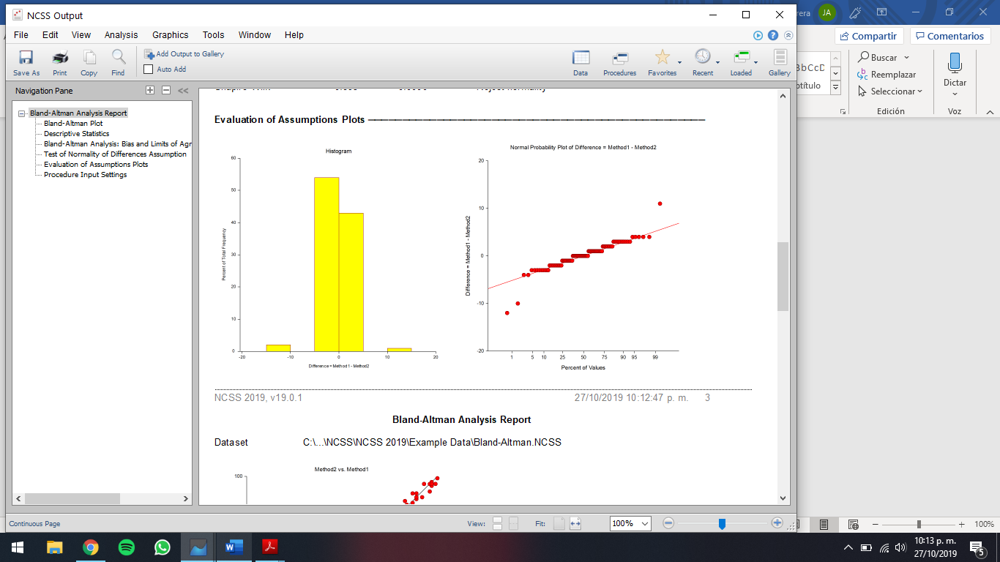 NCSS Output
rera JA
File Edit View Analysis Graphics Tools Window Help
Compartir Comentarios
Save As Print Copy Find
Add Output to Gallery
Auto Add
Data Procedures Favorites Recent Loaded Gallery
BbCcD
otítulo
Buscar
Reemplazar
Seleccionar
Edición
Dictar
Voz
Navigation Pane
Bland-Altman Analysis Report
Bland-Altman Plot
Descriptive Statistics
Bland-Altman Analysis: Bias and Limits of Agr
Test of Normality of Differences Assumption
Evaluation of Assumptions Plots
Procedure Input Settings
Evaluation of Assumptions Plots
Histogram
60
50
40
30
20
10
0
Percent of Total Frequency
-20 -10 0 10 20
Difference = Method1 - Method2
Normal Probability Plot of Difference = Method1 - Method2
20
10
0
-10
-20
Difference = Method1 - Method2
1 5 10 25 50 75 90 95 99
Percent of Values
NCSS 2019, v19.0.1 27/10/2019 10:12:47 p. m. 3
Bland-Altman Analysis Report
Dataset C:\...\NCSS\NCSS 2019\Example Data\Bland-Altman.NCSS
Method2 vs. Method1
100
Continuous Page
View: Fit: 100%
100%
10:13 p. m.
27/10/2019
5